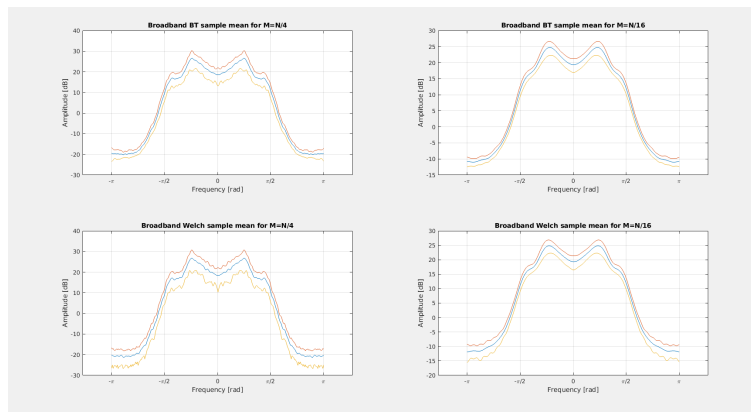 Broadband BT sample mean for M=N/4
40
30
20
10
0
-10
-20
-30
Amplitude [dB]
-π
-π/2
0
π/2
π
Frequency [rad]
Broadband BT sample mean for M=N/16
30
25
20
15
10
5
0
-5
-10
-15
Amplitude [dB]
-π
-π/2
0
π/2
π
Frequency [rad]
Broadband Welch sample mean for M=N/4
40
30
20
10
0
-10
-20
-30
Amplitude [dB]
-π
-π/2
0
π/2
π
Frequency [rad]
Broadband Welch sample mean for M=N/16
30
25
20
15
10
5
0
-5
-10
-15
-20
Amplitude [dB]
-π
-π/2
0
π/2
π
Frequency [rad]